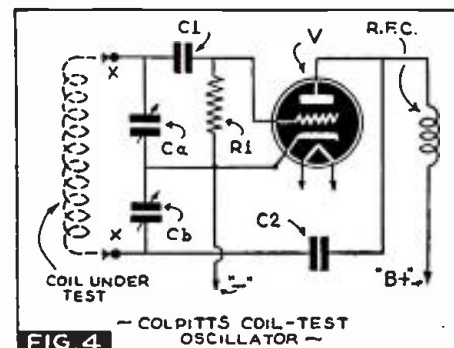 C1
V
R.F.C.
X
Ca
R1
Cb
C2
X
COIL UNDER
TEST
"-"
"B+"
FIG. 4
~ COLPITTS COIL-TEST
OSCILLATOR ~